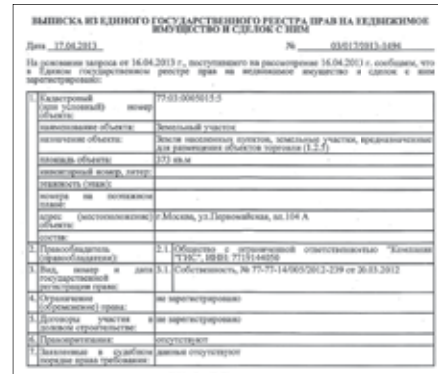 ВЫПИСКА ИЗ ЕДИНОГО ГОСУДАРСТВЕННОГО РЕЕСТРА ПРАВ НА НЕДВИЖИМОЕ
ИМУЩЕСТВО И СДЕЛОК С НИМ
Дата 17.04.2013 № 03/017/2013-1494
На основании запроса от 16.04.2013 г., поступившего на рассмотрение 16.04.2013 г. сообщаем, что
в Едином государственном реестре прав на недвижимое имущество и сделок с ним
зарегистрировано:
1. Кадастровый 77:03:0005015:5
(или условный) номер
объекта:
наименование объекта: Земельный участок
назначение объекта: Земли населенных пунктов, земельные участки, предназначенные
для размещения объектов торговли (1.2.5)
площадь объекта: 373 кв.м
инвентарный номер, литер:
этажность (этаж):
номера на поэтажном
плане:
адрес (местоположение) г.Москва, ул.Первомайская, вл.104 А
объекта:
состав:
2. Правообладатель 2.1. Общество с ограниченной ответственностью "Компания
(правообладатели): "ГИС", ИНН: 7719144050
3. Вид, номер и дата 3.1. Собственность, № 77-77-14/005/2012-239 от 20.03.2012
государственной
регистрации права:
4. Ограничение не зарегистрировано
(обременение) права:
5. Договоры участия в не зарегистрировано
долевом строительстве:
6. Правопритязания: отсутствуют
7. Заявленные в судебном данные отсутствуют
порядке права требования: